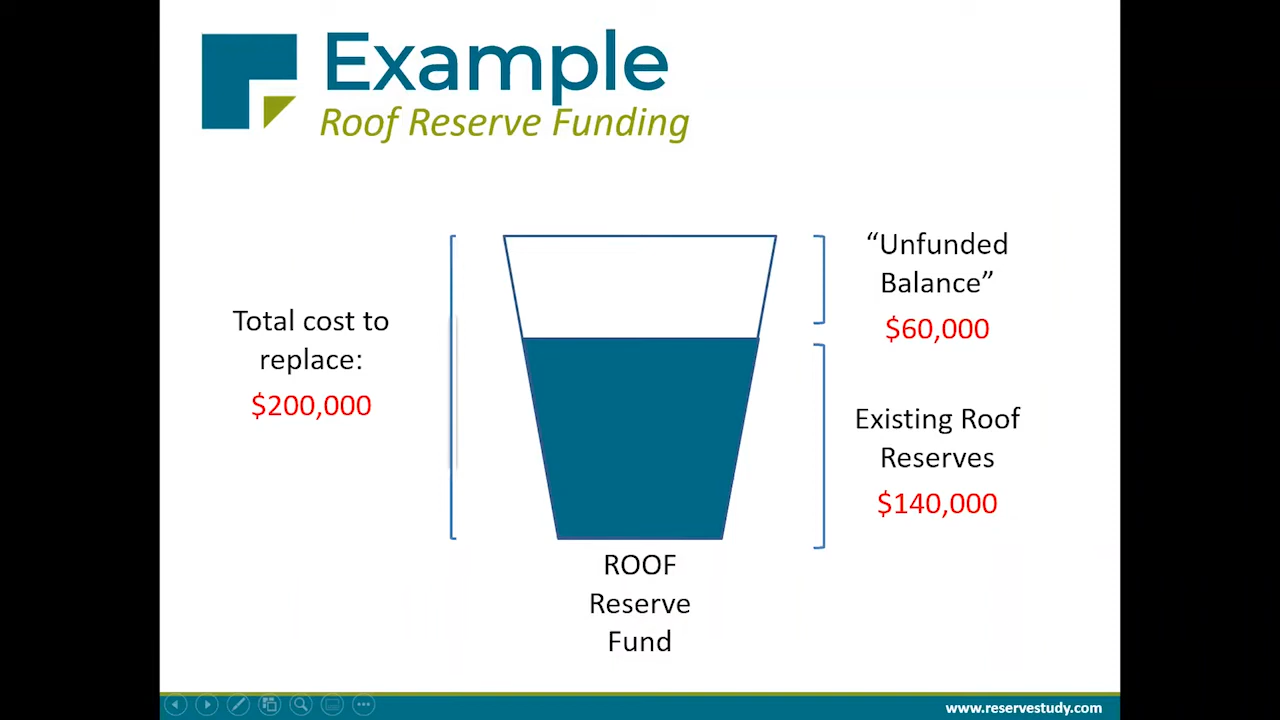 Example
Roof Reserve Funding
Total cost to
replace:
$200,000
“Unfunded
Balance”
$60,000
Existing Roof
Reserves
$140,000
ROOF
Reserve
Fund
www.reservestudy.com